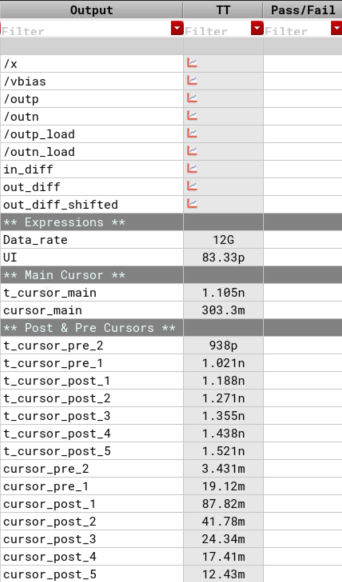 Output TT Pass/Fail
Filter Filter Filter
/x
/vbias
/outp
/outn
/outp_load
/outn_load
in_diff
out_diff
out_diff_shifted
** Expressions **
Data_rate 12G
UI 83.33p
** Main Cursor **
t_cursor_main 1.105n
cursor_main 303.3m
** Post & Pre Cursors **
t_cursor_pre_2 938p
t_cursor_pre_1 1.021n
t_cursor_post_1 1.188n
t_cursor_post_2 1.271n
t_cursor_post_3 1.355n
t_cursor_post_4 1.438n
t_cursor_post_5 1.521n
cursor_pre_2 3.431m
cursor_pre_1 19.12m
cursor_post_1 87.82m
cursor_post_2 41.78m
cursor_post_3 24.34m
cursor_post_4 17.41m
cursor_post_5 12.43m